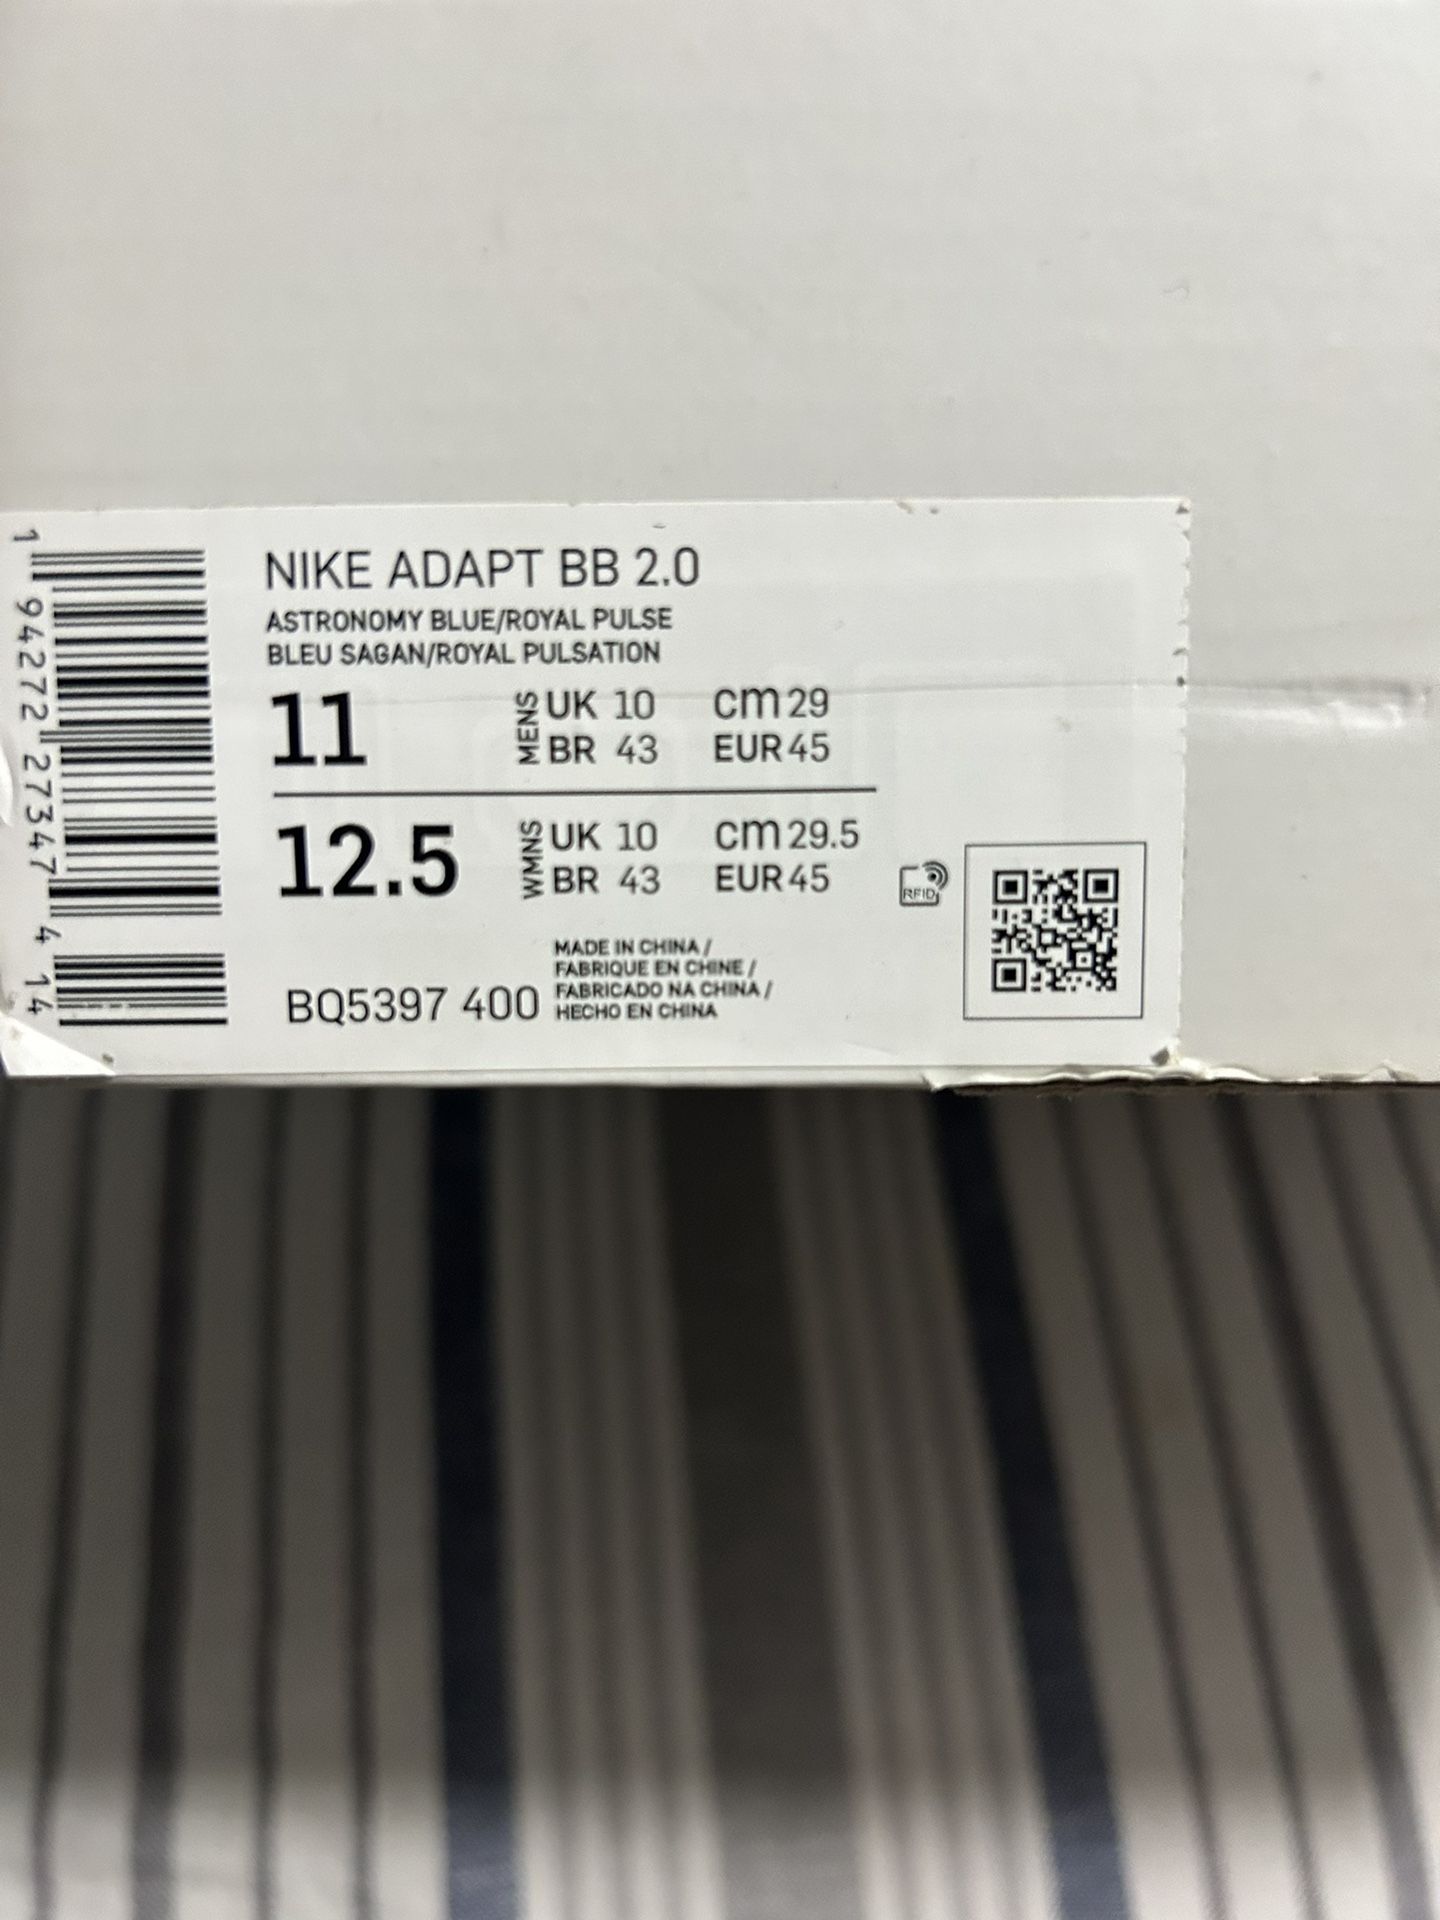 NIKE ADAPT BB 2.0
ASTRONOMY BLUE/ROYAL PULSE
BLEU SAGAN/ROYAL PULSATION
11 MENS UK 10 cm 29
BR 43 EUR 45
12.5 WMNS UK 10 cm 29.5
BR 43 EUR 45
RFID
BQ5397 400
MADE IN CHINA /
FABRIQUE EN CHINE /
FABRICADO NA CHINA /
HECHO EN CHINA
1 94272 27347 4 14